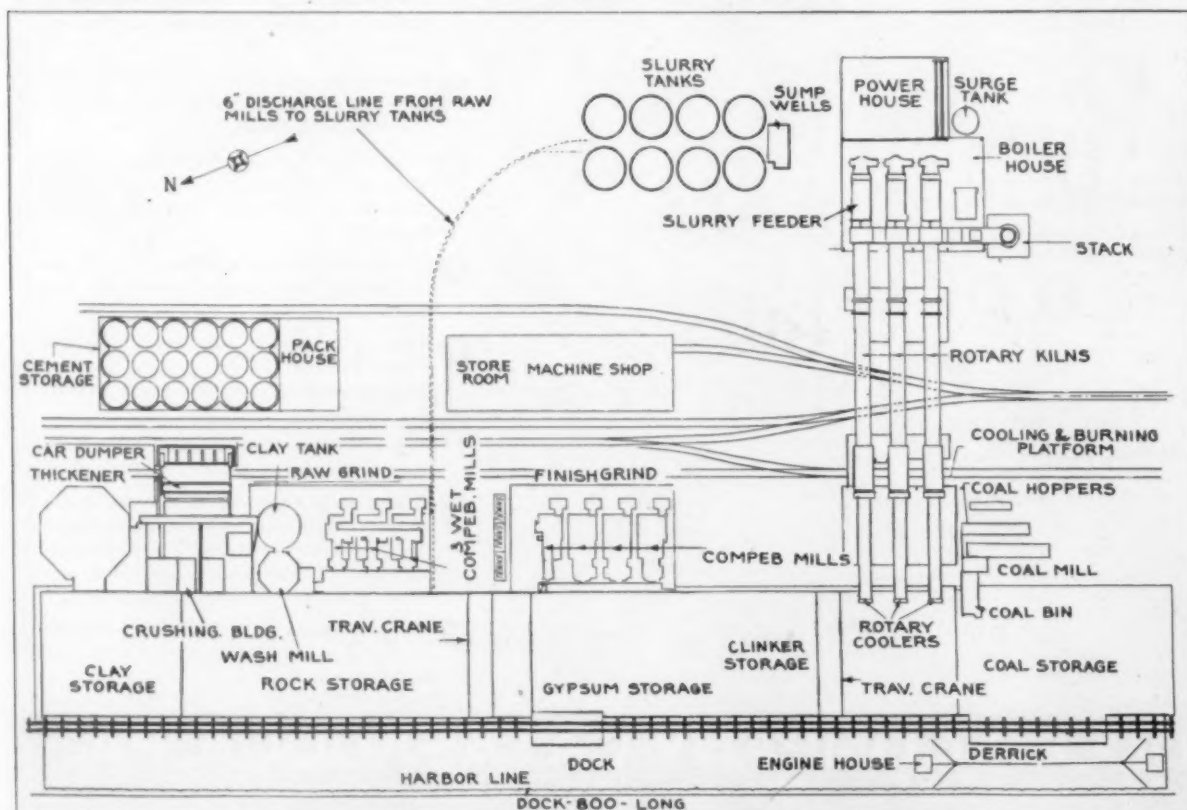 SLURRY
TANKS
SUMP
WELLS
POWER
HOUSE
SURGE
TANK
6" DISCHARGE LINE FROM RAW
MILLS TO SLURRY TANKS
N
BOILER
HOUSE
SLURRY FEEDER
STACK
CEMENT
STORAGE
PACK
HOUSE
STORE
ROOM
MACHINE SHOP
ROTARY KILNS
CAR DUMPER
THICKENER
CLAY TANK
RAW GRIND
3 WET
COMPEB. MILLS
FINISH GRIND
COOLING & BURNING
PLATFORM
COAL HOPPERS
COMPEB MILLS
COAL MILL
COAL BIN
CRUSHING. BLDG.
WASH MILL
TRAV. CRANE
ROTARY
COOLERS
CLAY
STORAGE
ROCK STORAGE
GYPSUM STORAGE
CLINKER
STORAGE
TRAV. CRANE
COAL STORAGE
DOCK
ENGINE HOUSE
DERRICK
HARBOR LINE
DOCK-800-LONG